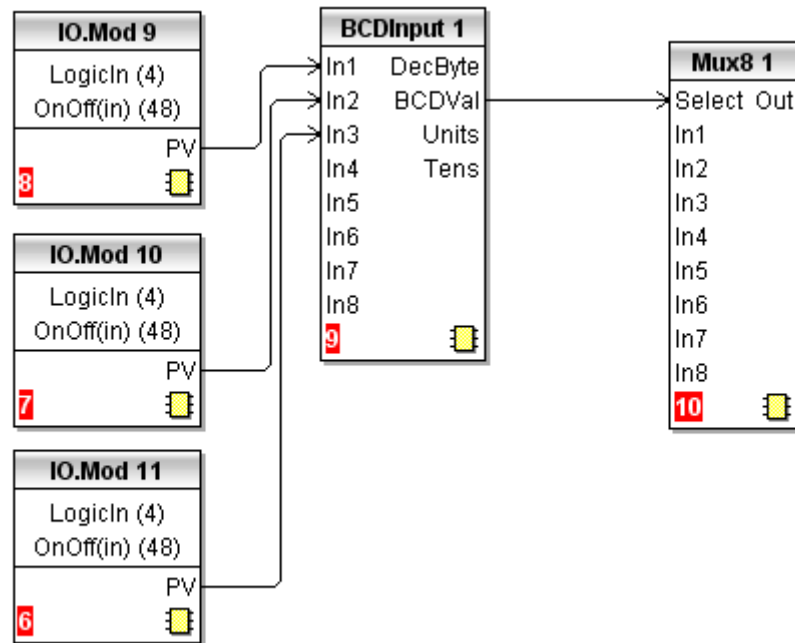 IO.Mod 9
LogicIn (4)
OnOff(in) (48)
PV
8
IO.Mod 10
LogicIn (4)
OnOff(in) (48)
PV
7
IO.Mod 11
LogicIn (4)
OnOff(in) (48)
PV
6
BCDInput 1
In1 DecByte
In2 BCDVal
In3 Units
In4 Tens
In5
In6
In7
In8
9
Mux8 1
Select Out
In1
In2
In3
In4
In5
In6
In7
In8
10